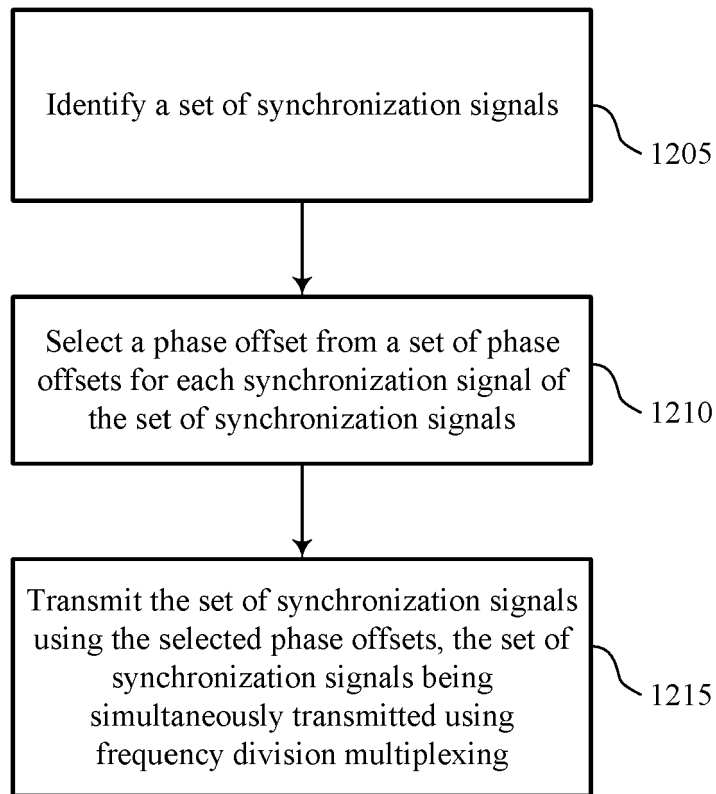 Identify a set of synchronization signals
1205
Select a phase offset from a set of phase
offsets for each synchronization signal of
the set of synchronization signals
1210
Transmit the set of synchronization signals
using the selected phase offsets, the set of
synchronization signals being
simultaneously transmitted using
frequency division multiplexing
1215